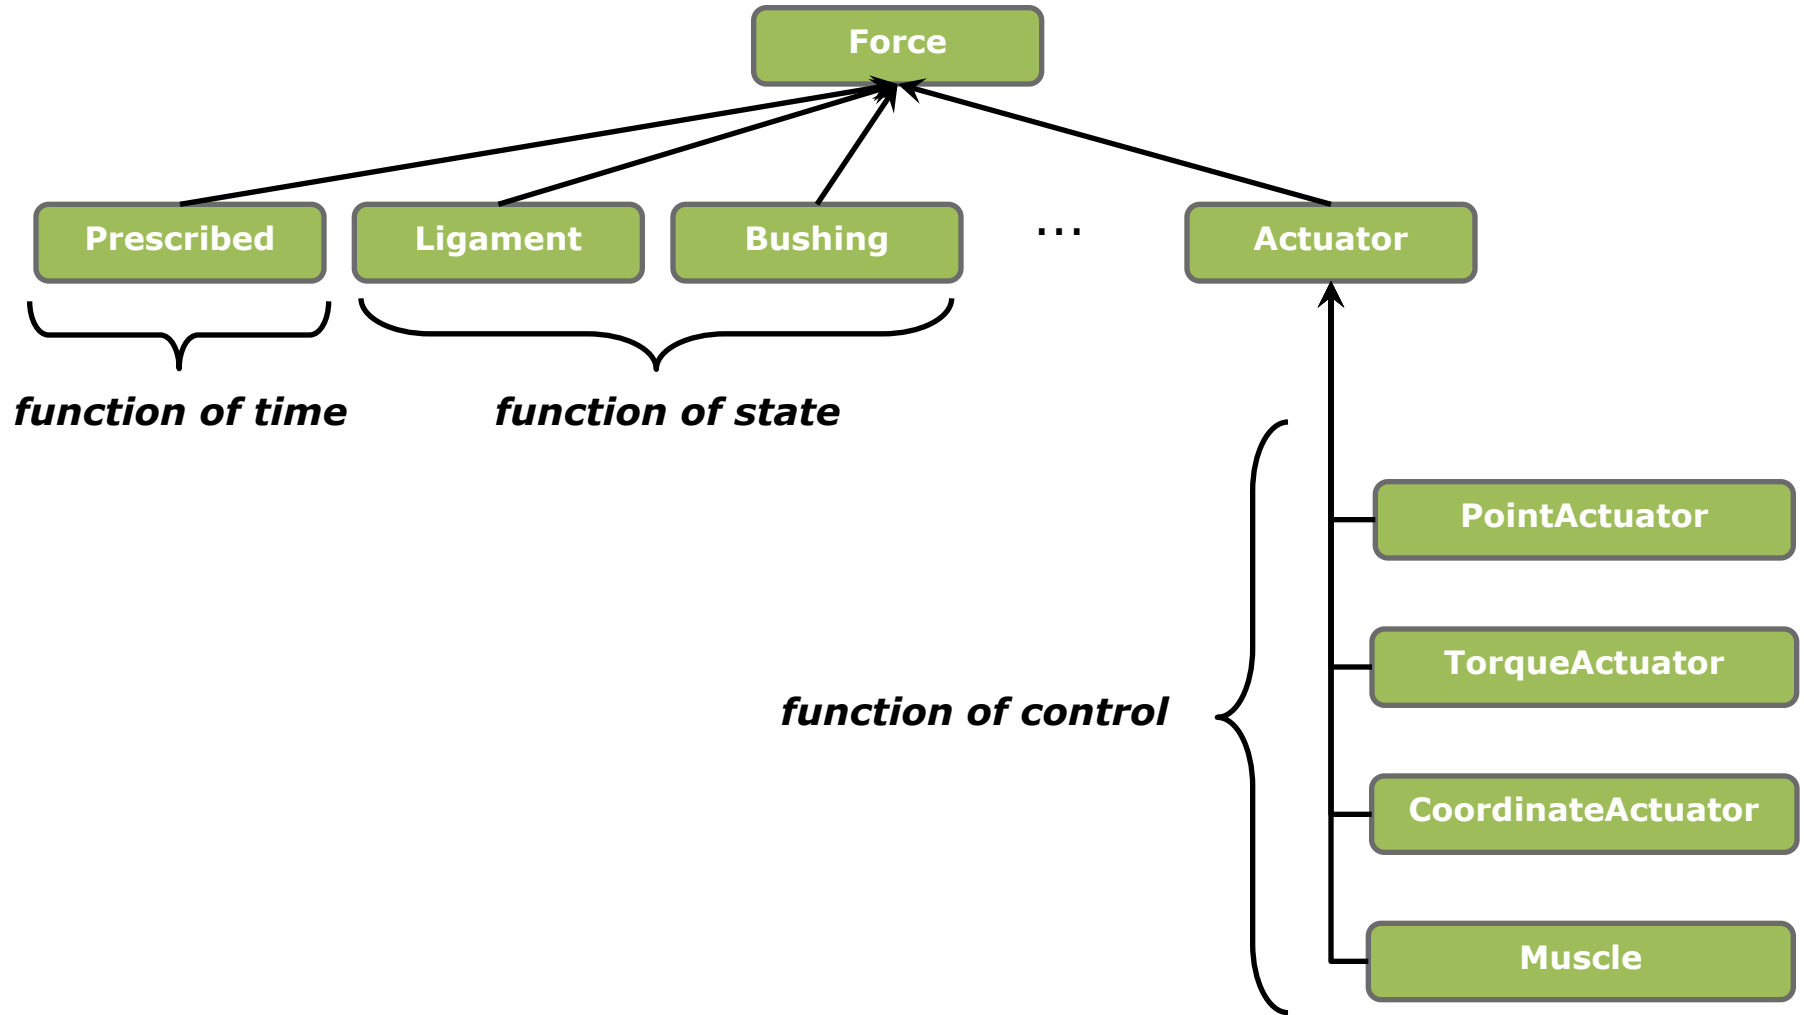 Force
Prescribed
Ligament
Bushing
...
Actuator
function of time
function of state
PointActuator
TorqueActuator
function of control
CoordinateActuator
Muscle